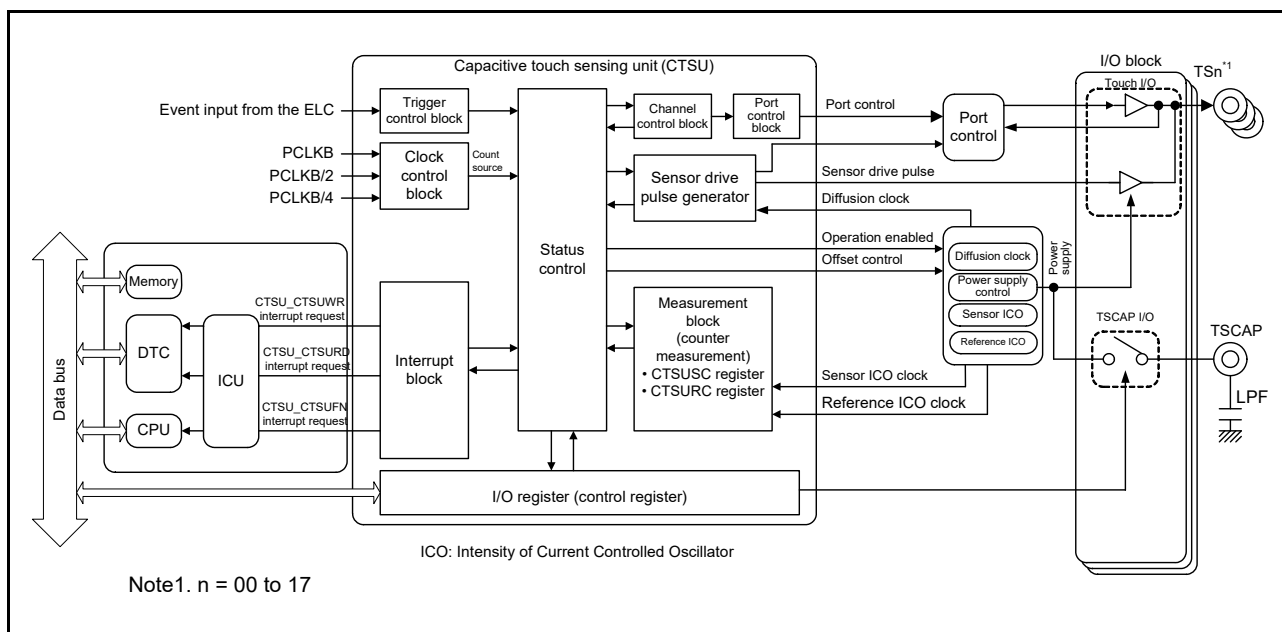 Capacitive touch sensing unit (CTSU)
I/O block
TSn*1
Touch I/O
Event input from the ELC
Trigger
control block
Channel
control block
Port
control
block
Port control
Port
control
PCLKB
PCLKB/2
PCLKB/4
Clock
control
block
Count
source
Sensor drive
pulse generator
Sensor drive pulse
Diffusion clock
Status
control
Operation enabled
Offset control
Diffusion clock
Power supply
control
Sensor ICO
Reference ICO
Power
supply
Data bus
Memory
DTC
CPU
ICU
CTSU_CTSUWR
interrupt request
CTSU_CTSURD
interrupt request
CTSU_CTSUFN
interrupt request
Interrupt
block
Measurement
block
(counter
measurement)
• CTSUSC register
• CTSURC register
Sensor ICO clock
Reference ICO clock
TSCAP I/O
TSCAP
LPF
I/O register (control register)
ICO: Intensity of Current Controlled Oscillator
Note1. n = 00 to 17